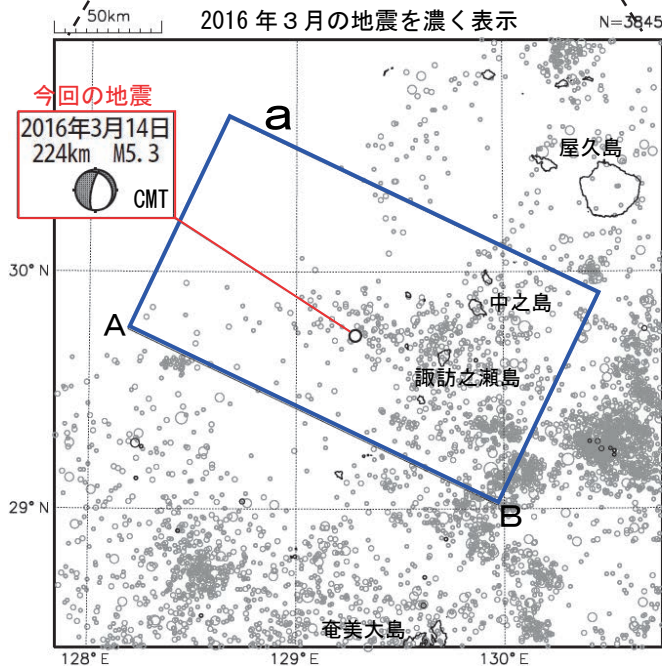 50km
2016年3月の地震を濃く表示
N=3845
今回の地震
2016年3月14日
224km M5.3
CMT
a
屋久島
30°N
中之島
A
諏訪之瀬島
29°N
B
奄美大島
128°E
129°E
130°E